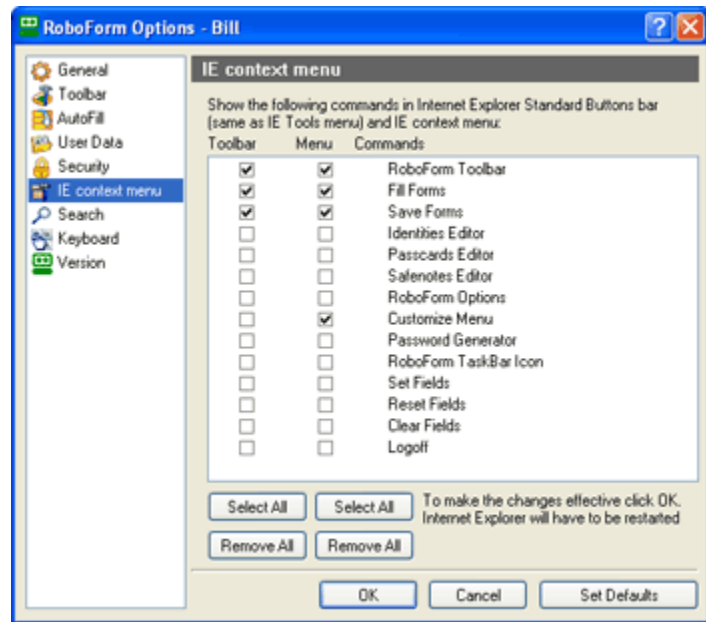 RoboForm Options - Bill
General
Toolbar
AutoFill
User Data
Security
IE context menu
Search
Keyboard
Version
IE context menu
Show the following commands in Internet Explorer Standard Buttons bar
(same as IE Tools menu) and IE context menu:
Toolbar Menu Commands
RoboForm Toolbar
Fill Forms
Save Forms
Identities Editor
Passcards Editor
Safenotes Editor
RoboForm Options
Customize Menu
Password Generator
RoboForm TaskBar Icon
Set Fields
Reset Fields
Clear Fields
Logoff
Select All Select All
To make the changes effective click OK.
Internet Explorer will have to be restarted
Remove All Remove All
OK Cancel Set Defaults